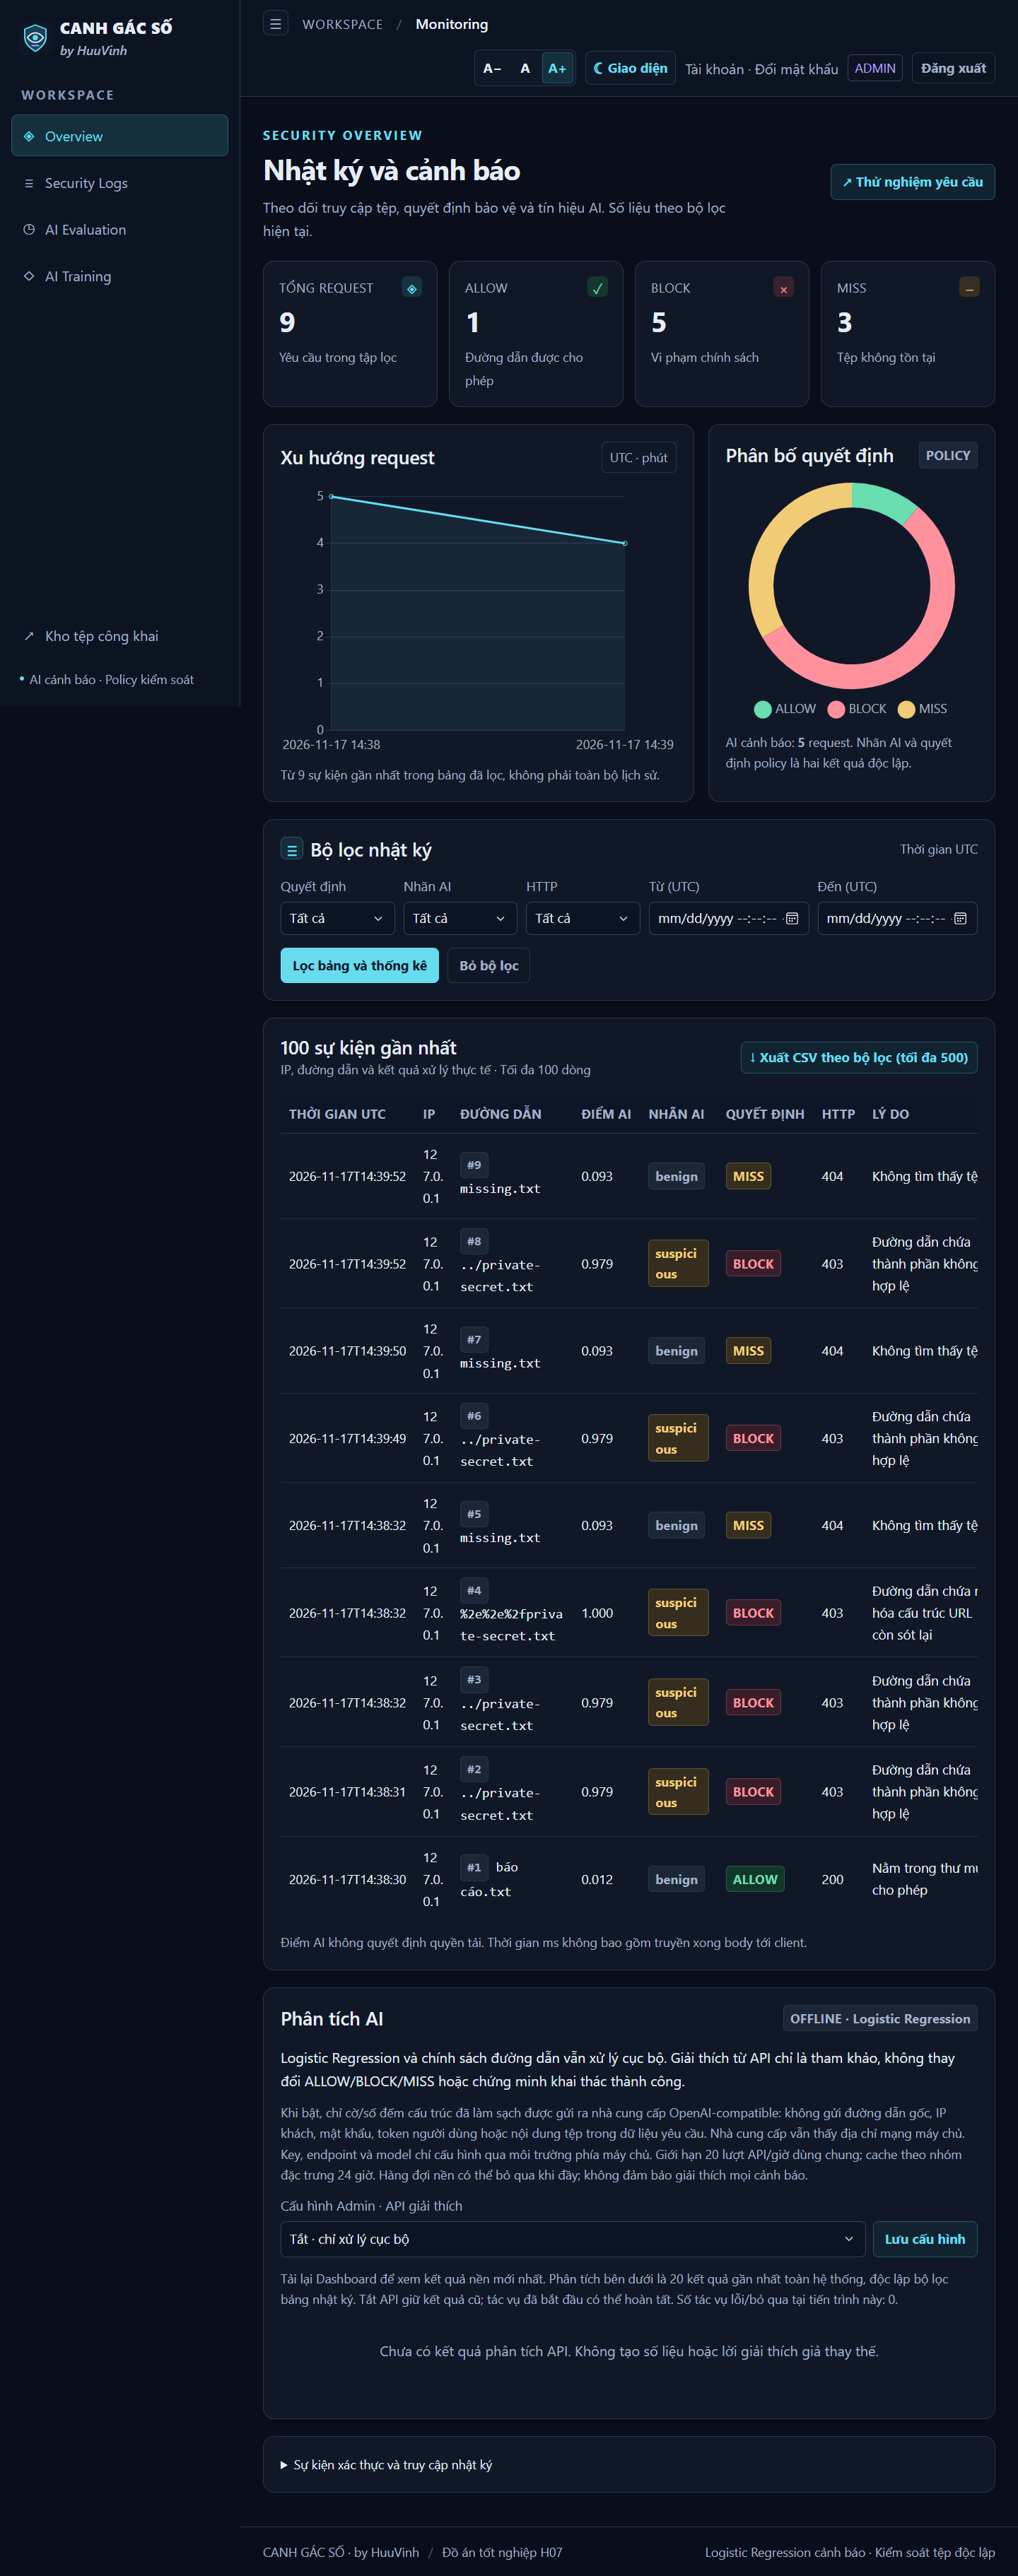 CANH GÁC SỐ
by HuuVinh
WORKSPACE
Overview
Security Logs
AI Evaluation
AI Training
Kho tệp công khai
AI cảnh báo · Policy kiểm soát
WORKSPACE / Monitoring
A− A A+ Giao diện Tài khoản · Đổi mật khẩu ADMIN Đăng xuất
SECURITY OVERVIEW
Nhật ký và cảnh báo
Theo dõi truy cập tệp, quyết định bảo vệ và tín hiệu AI. Số liệu theo bộ lọc
hiện tại.
↗ Thử nghiệm yêu cầu
TỔNG REQUEST
9
Yêu cầu trong tập lọc
ALLOW
1
Đường dẫn được cho
phép
BLOCK
5
Vi phạm chính sách
MISS
3
Tệp không tồn tại
Xu hướng request
UTC · phút
5
4
3
2
1
0
2026-11-17 14:38
2026-11-17 14:39
Từ 9 sự kiện gần nhất trong bảng đã lọc, không phải toàn bộ lịch sử.
Phân bố quyết định
POLICY
ALLOW BLOCK MISS
AI cảnh báo: 5 request. Nhãn AI và quyết
định policy là hai kết quả độc lập.
Bộ lọc nhật ký
Thời gian UTC
Quyết định Nhãn AI HTTP Từ (UTC) Đến (UTC)
Tất cả Tất cả Tất cả mm/dd/yyyy --:--:-- mm/dd/yyyy --:--:--
Lọc bảng và thống kê
Bỏ bộ lọc
100 sự kiện gần nhất
IP, đường dẫn và kết quả xử lý thực tế · Tối đa 100 dòng
↓ Xuất CSV theo bộ lọc (tối đa 500)
THỜI GIAN UTC IP ĐƯỜNG DẪN ĐIỂM AI NHÃN AI QUYẾT ĐỊNH HTTP LÝ DO
2026-11-17T14:39:52
12
7.0.
0.1
#9
missing.txt
0.093 benign MISS 404 Không tìm thấy tệ
2026-11-17T14:39:52
12
7.0.
0.1
#8
../private-
secret.txt
0.979
suspici
ous
BLOCK 403
Đường dẫn chứa
thành phần không
hợp lệ
2026-11-17T14:39:50
12
7.0.
0.1
#7
missing.txt
0.093 benign MISS 404 Không tìm thấy tệ
2026-11-17T14:39:49
12
7.0.
0.1
#6
../private-
secret.txt
0.979
suspici
ous
BLOCK 403
Đường dẫn chứa
thành phần không
hợp lệ
2026-11-17T14:38:32
12
7.0.
0.1
#5
missing.txt
0.093 benign MISS 404 Không tìm thấy tệ
2026-11-17T14:38:32
12
7.0.
0.1
#4
%2e%2e%2fpriva
te-secret.txt
1.000
suspici
ous
BLOCK 403
Đường dẫn chứa
hóa cấu trúc URL
còn sót lại
2026-11-17T14:38:32
12
7.0.
0.1
#3
../private-
secret.txt
0.979
suspici
ous
BLOCK 403
Đường dẫn chứa
thành phần không
hợp lệ
2026-11-17T14:38:31
12
7.0.
0.1
#2
../private-
secret.txt
0.979
suspici
ous
BLOCK 403
Đường dẫn chứa
thành phần không
hợp lệ
2026-11-17T14:38:30
12
7.0.
0.1
#1 báo
cáo.txt
0.012 benign ALLOW 200
Nằm trong thư mụ
cho phép
Điểm AI không quyết định quyền tải. Thời gian ms không bao gồm truyền xong body tới client.
Phân tích AI
OFFLINE · Logistic Regression
Logistic Regression và chính sách đường dẫn vẫn xử lý cục bộ. Giải thích từ API chỉ là tham khảo, không thay
đổi ALLOW/BLOCK/MISS hoặc chứng minh khai thác thành công.
Khi bật, chỉ cờ/số đếm cấu trúc đã làm sạch được gửi ra nhà cung cấp OpenAI-compatible: không gửi đường dẫn gốc, IP
khách, mật khẩu, token người dùng hoặc nội dung tệp trong dữ liệu yêu cầu. Nhà cung cấp vẫn thấy địa chỉ mạng máy chủ.
Key, endpoint và model chỉ cấu hình qua môi trường phía máy chủ. Giới hạn 20 lượt API/giờ dùng chung; cache theo nhóm
đặc trưng 24 giờ. Hàng đợi nền có thể bỏ qua khi đầy; không đảm bảo giải thích mọi cảnh báo.
Cấu hình Admin · API giải thích
Tắt · chỉ xử lý cục bộ
Lưu cấu hình
Tải lại Dashboard để xem kết quả nền mới nhất. Phân tích bên dưới là 20 kết quả gần nhất toàn hệ thống, độc lập bộ lọc
bảng nhật ký. Tắt API giữ kết quả cũ; tác vụ đã bắt đầu có thể hoàn tất. Số tác vụ lỗi/bỏ qua tại tiến trình này: 0.
Chưa có kết quả phân tích API. Không tạo số liệu hoặc lời giải thích giả thay thế.
Sự kiện xác thực và truy cập nhật ký
CANH GÁC SỐ · by HuuVinh / Đồ án tốt nghiệp H07
Logistic Regression cảnh báo · Kiểm soát tệp độc lập